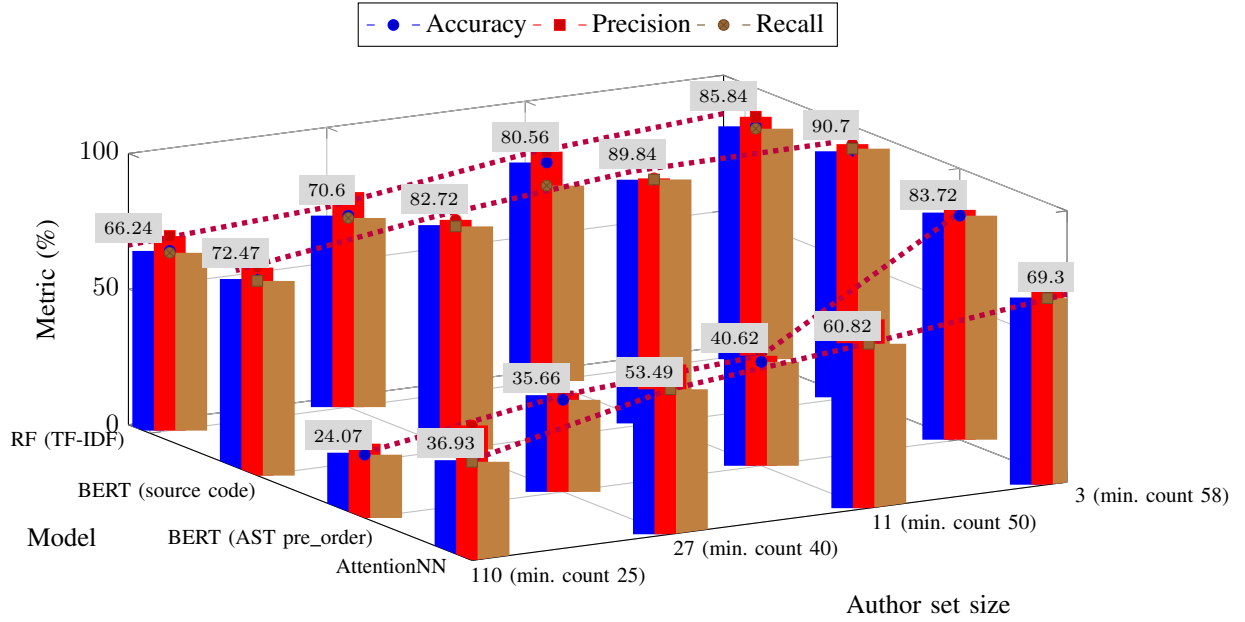 Accuracy Precision Recall
85.84
80.56
90.7
100
70.6
89.84
66.24
82.72
83.72
72.47
69.3
Metric (%)
50
40.62
60.82
35.66
53.49
24.07
36.93
0
RF (TF-IDF)
BERT (source code)
3 (min. count 58)
11 (min. count 50)
Model
BERT (AST pre_order)
27 (min. count 40)
AttentionNN
110 (min. count 25)
Author set size